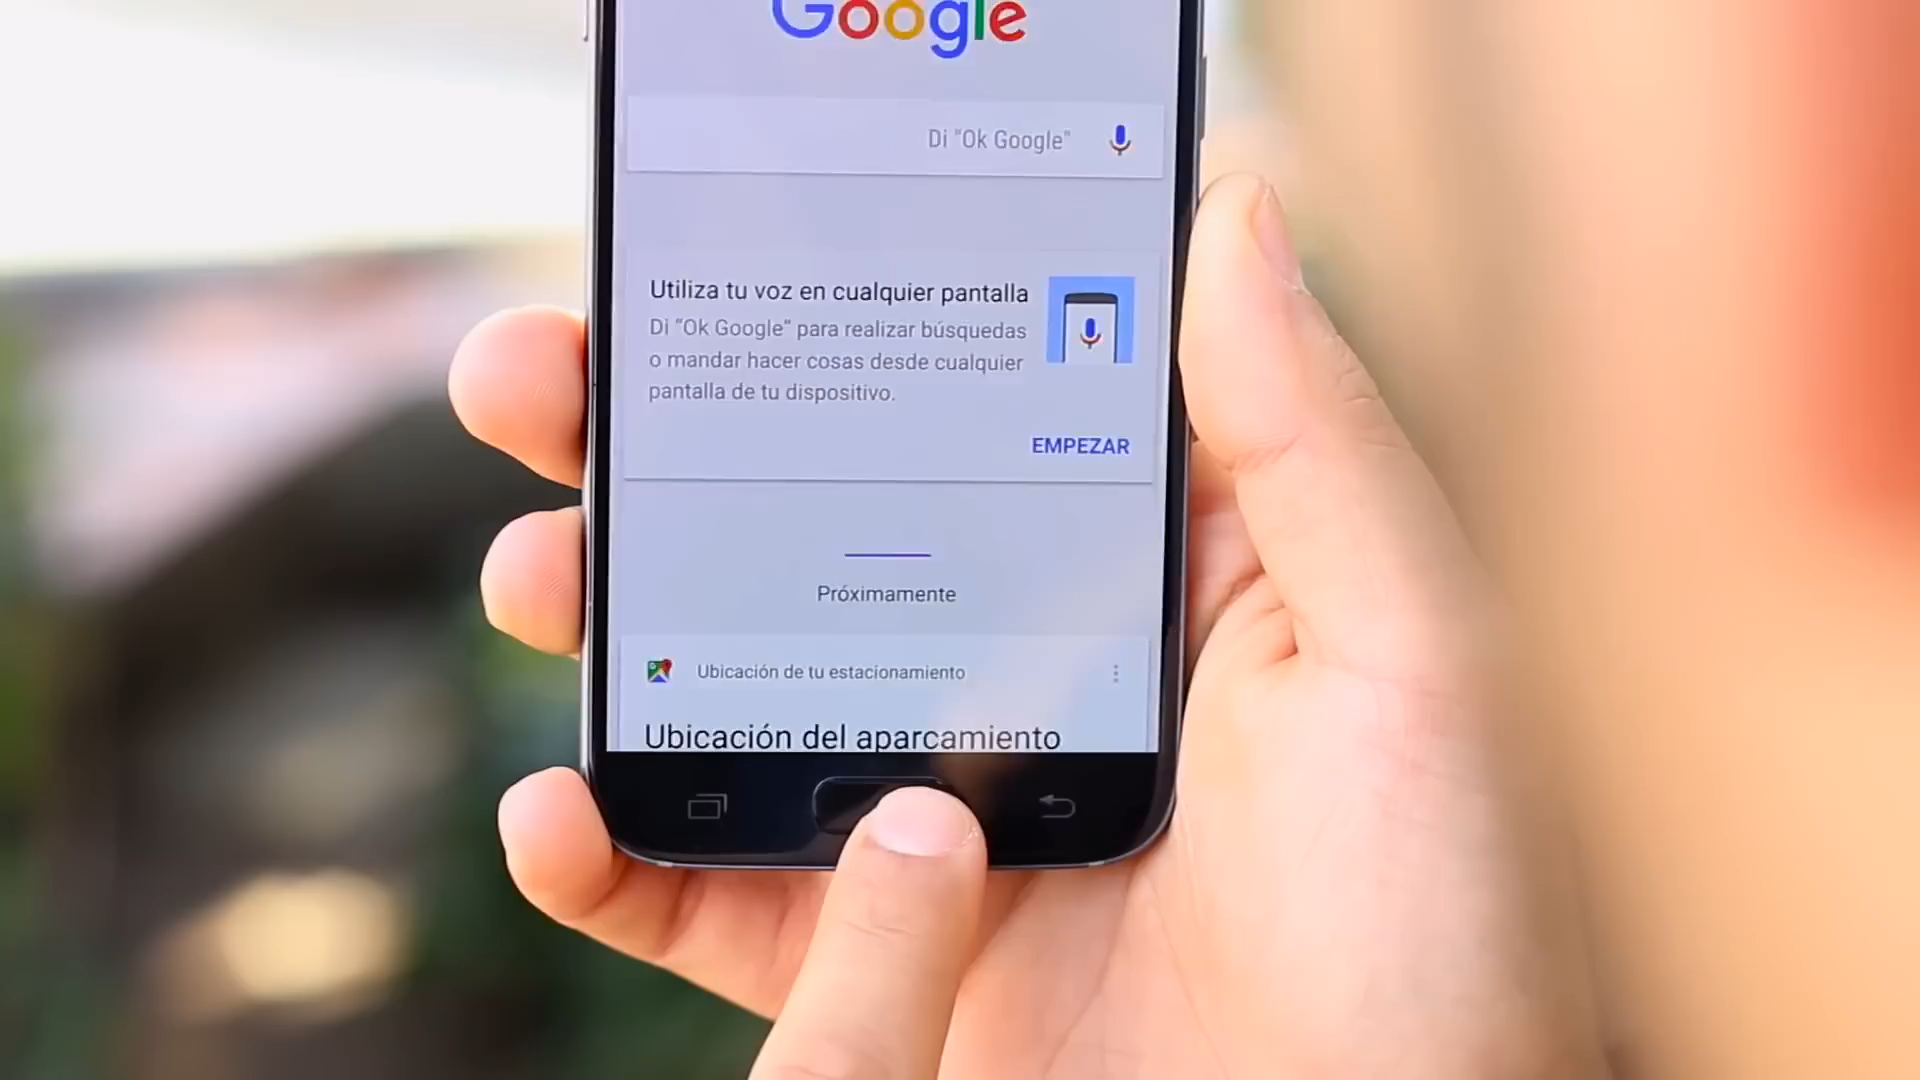 Google
Di "Ok Google"
Utiliza tu voz en cualquier pantalla
Di "Ok Google" para realizar búsquedas
o mandar hacer cosas desde cualquier
pantalla de tu dispositivo.
EMPEZAR
Próximamente
Ubicación de tu estacionamiento
Ubicación del aparcamiento